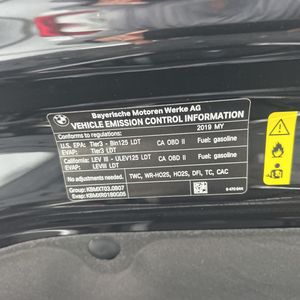 Bayerische Motoren Werke AG
VEHICLE EMISSION CONTROL INFORMATION
Conforms to regulations: 2019 MY
U.S. EPA: Tier3 - Bin125 LDT CA OBD II Fuel: gasoline
EVAP: Tier3 LDT
California: LEV III - ULEV125 LDT CA OBD II Fuel: gasoline
EVAP: LEVIII LDT
No adjustments needed.
TWC, WR-HO2S, HO2S, DFI, TC, CAC
Group: KBMXT03.0B07
Evap: KBMXR0180G05